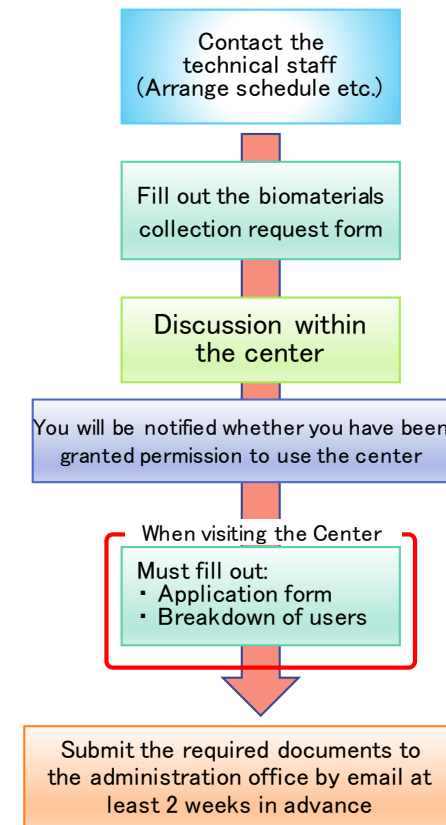 Contact the
technical staff
(Arrange schedule etc.)
Fill out the biomaterials
collection request form
Discussion within
the center
You will be notified whether you have been
granted permission to use the center
When visiting the Center
Must fill out:
・ Application form
・ Breakdown of users
Submit the required documents to
the administration office by email at
least 2 weeks in advance